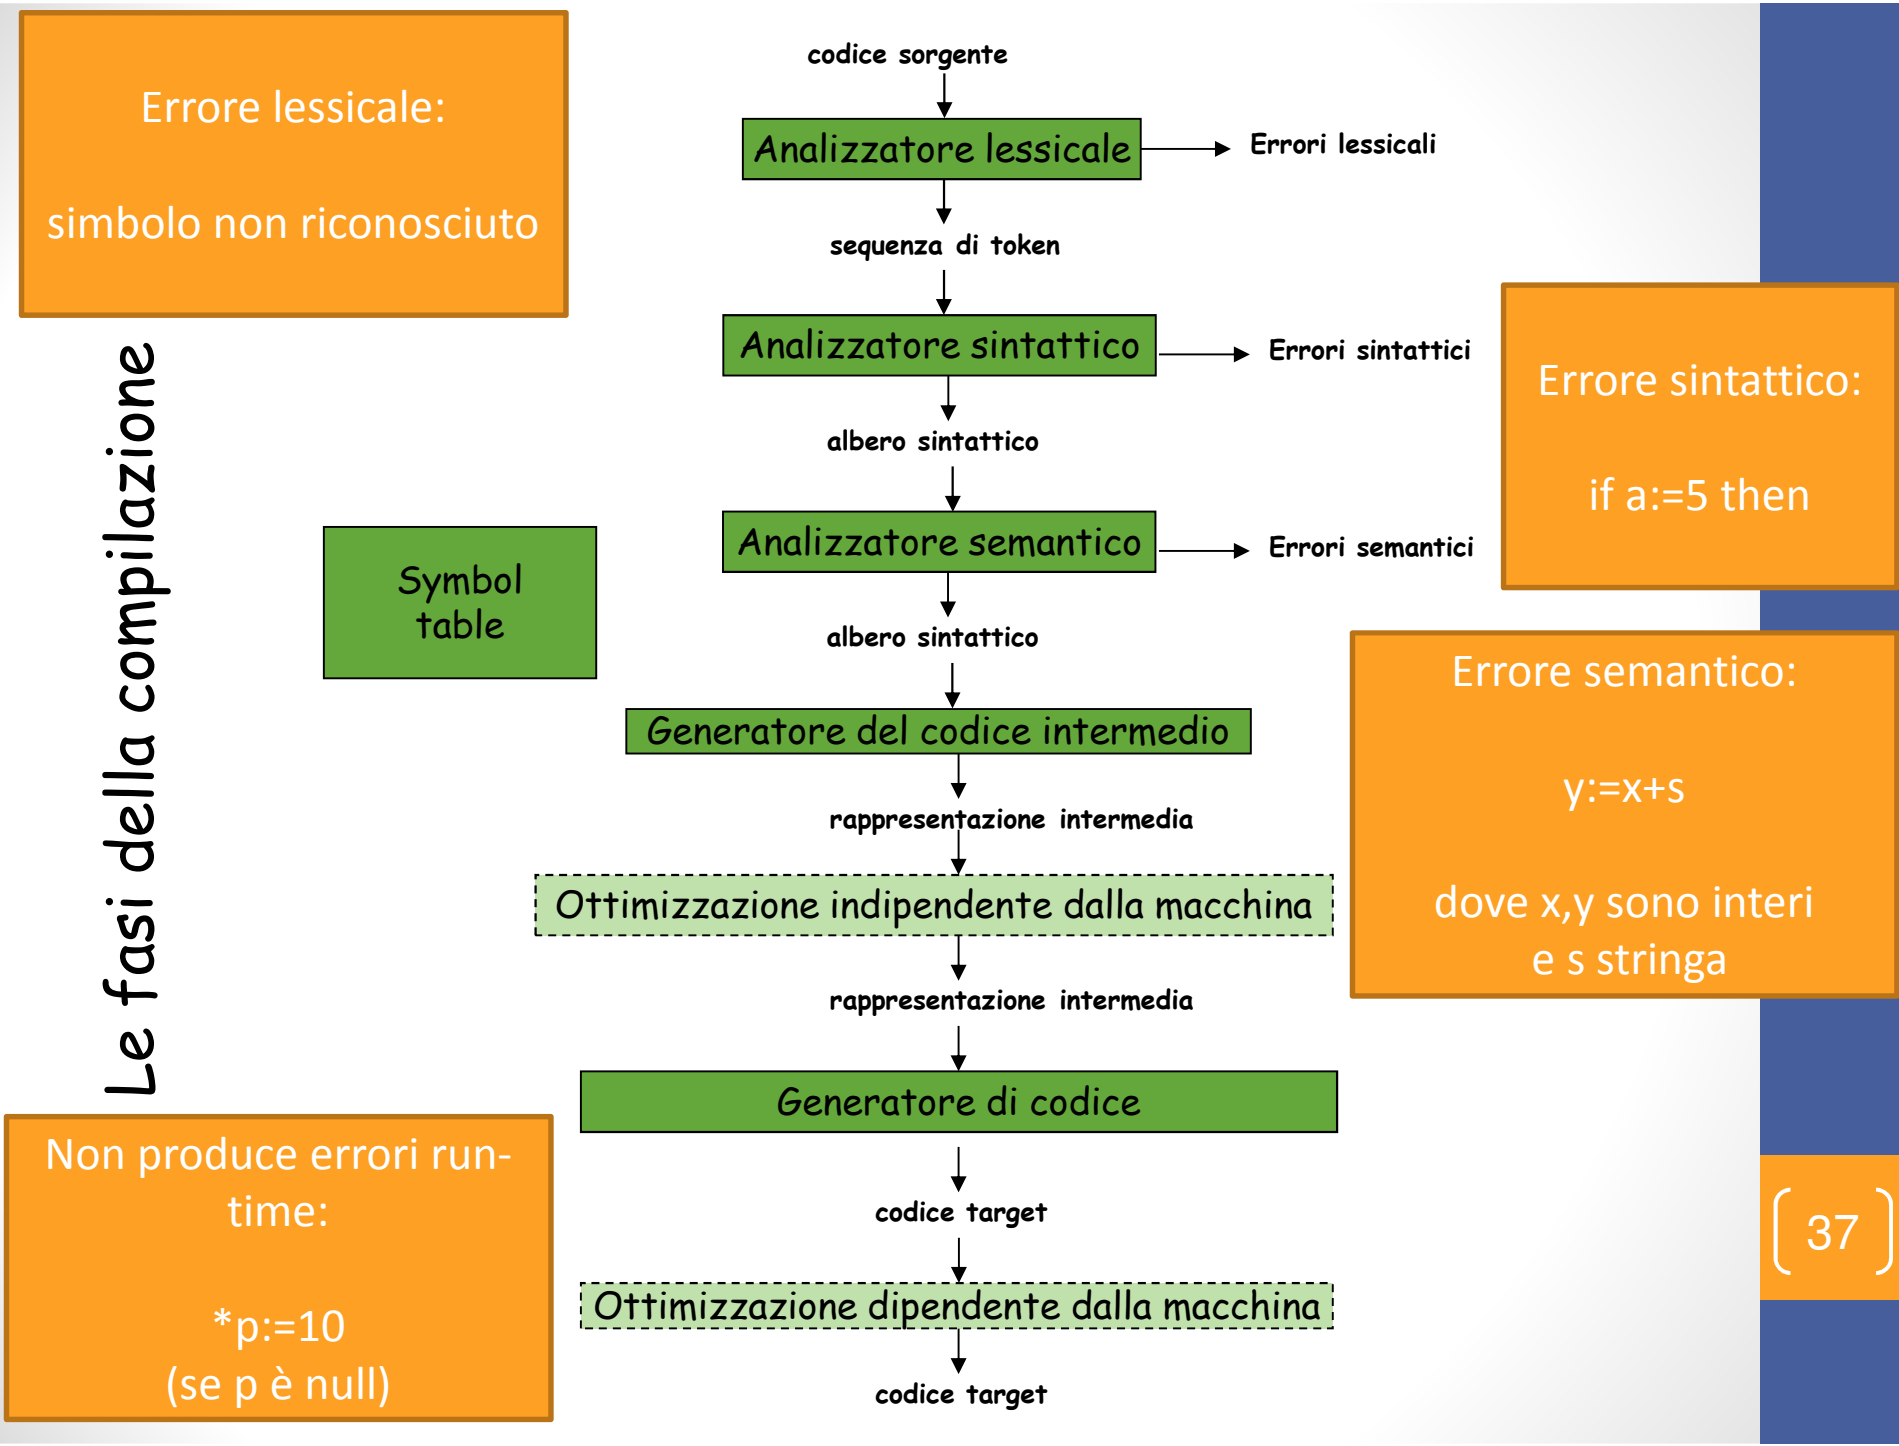 Errore lessicale:
simbolo non riconosciuto
Le fasi della compilazione
codice sorgente
Analizzatore lessicale
Errori lessicali
sequenza di token
Analizzatore sintattico
Errori sintattici
albero sintattico
Analizzatore semantico
Errori semantici
albero sintattico
Symbol
table
Generatore del codice intermedio
rappresentazione intermedia
Ottimizzazione indipendente dalla macchina
rappresentazione intermedia
Generatore di codice
codice target
Ottimizzazione dipendente dalla macchina
codice target
Errore sintattico:
if a:=5 then
Errore semantico:
y:=x+s
dove x,y sono interi
e s stringa
Non produce errori run-
time:
*p:=10
(se p è null)
37